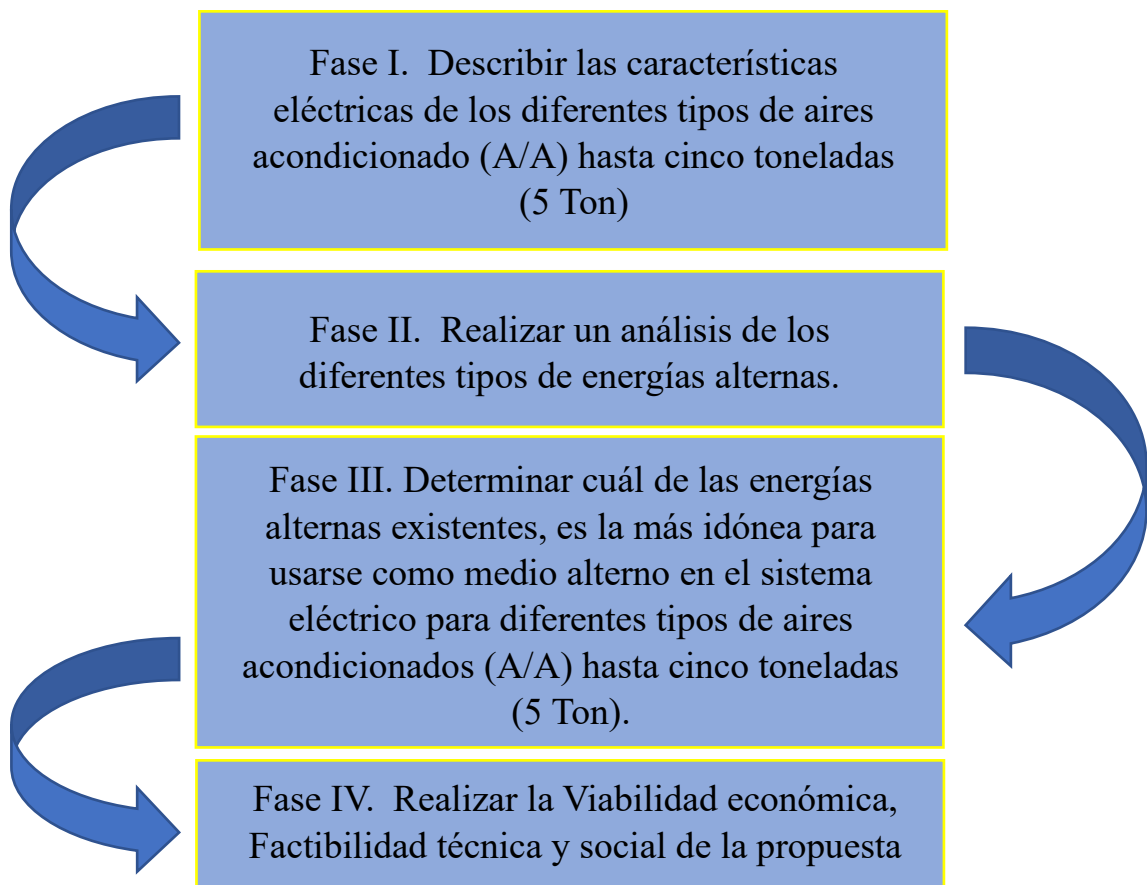 Fase I.  Describir las características
eléctricas de los diferentes tipos de aires
acondicionado (A/A) hasta cinco toneladas
(5 Ton)
Fase II.  Realizar un análisis de los
diferentes tipos de energías alternas.
Fase III. Determinar cuál de las energías
alternas existentes, es la más idónea para
usarse como medio alterno en el sistema
eléctrico para diferentes tipos de aires
acondicionados (A/A) hasta cinco toneladas
(5 Ton).
Fase IV.  Realizar la Viabilidad económica,
Factibilidad técnica y social de la propuesta